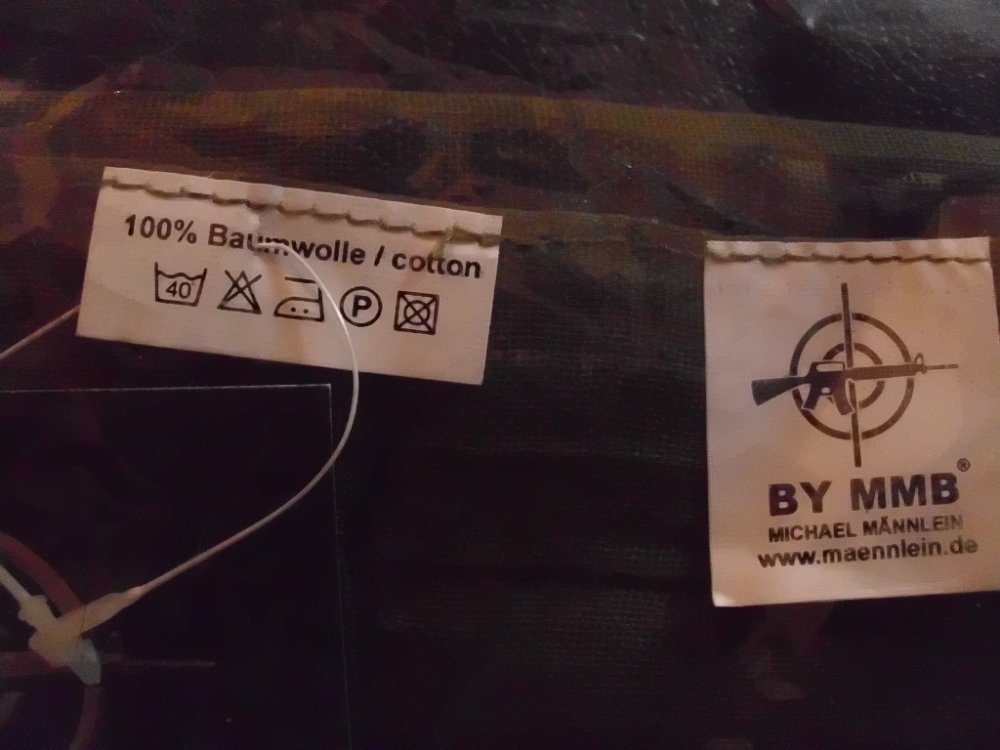 100% Baumwolle / cotton
40°
P
BY MMB®
MICHAEL MÄNNLEIN
www.maennlein.de